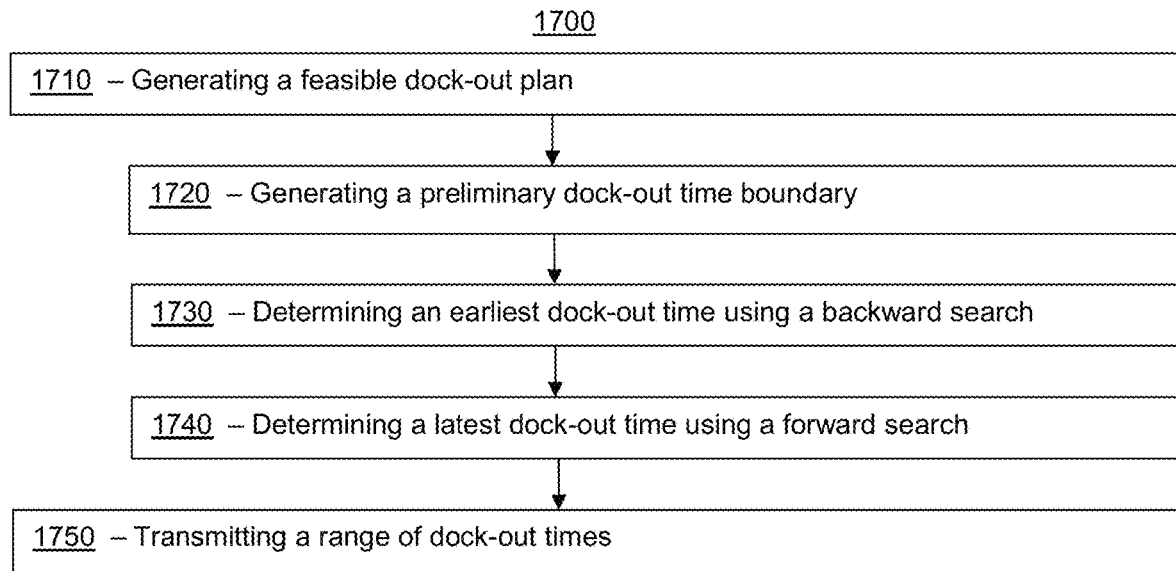 1700
1710 – Generating a feasible dock-out plan
1720 – Generating a preliminary dock-out time boundary
1730 – Determining an earliest dock-out time using a backward search
1740 – Determining a latest dock-out time using a forward search
1750 – Transmitting a range of dock-out times